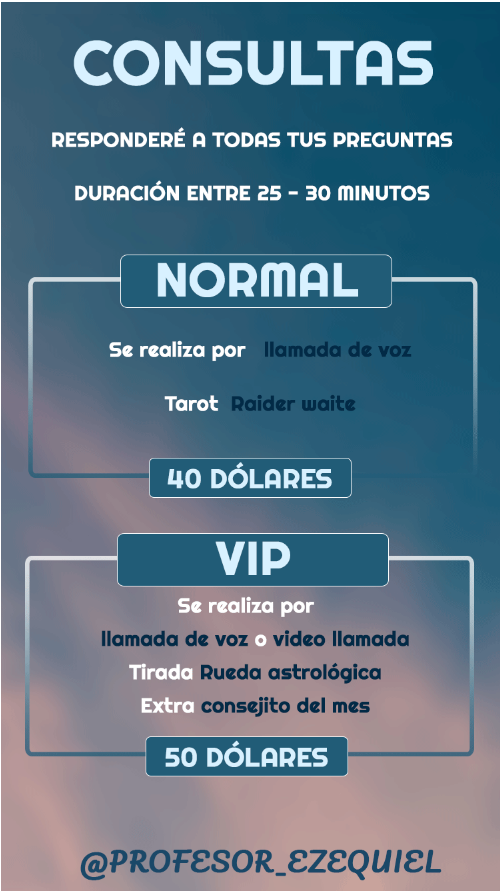 CONSULTAS
RESPONDERÉ A TODAS TUS PREGUNTAS
DURACIÓN ENTRE 25 - 30 MINUTOS
NORMAL
Se realiza por llamada de voz
Tarot Raider waite
40 DÓLARES
VIP
Se realiza por
llamada de voz o video llamada
Tirada Rueda astrológica
Extra consejito del mes
50 DÓLARES
@PROFESOR_EZEQUIEL